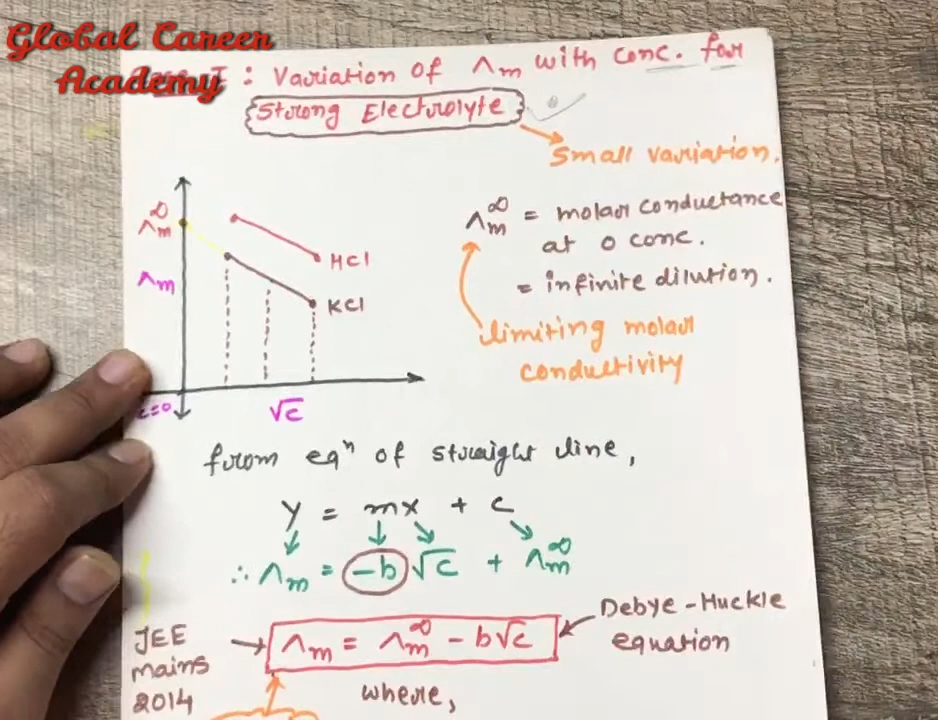 Global Career
Academy
I : Variation of Λm with conc. for
Strong Electrolyte
Small variation.
Λm∞
Λm
HCl
KCl
c=0
√c
Λm∞ = molar conductance
at 0 conc.
= infinite dilution.
limiting molar
conductivity
from eqn of straight line,
y = mx + c
∴ Λm = -b√c + Λm∞
JEE
mains
2014
Λm = Λm∞ - b√c
Debye-Huckle
equation
where,